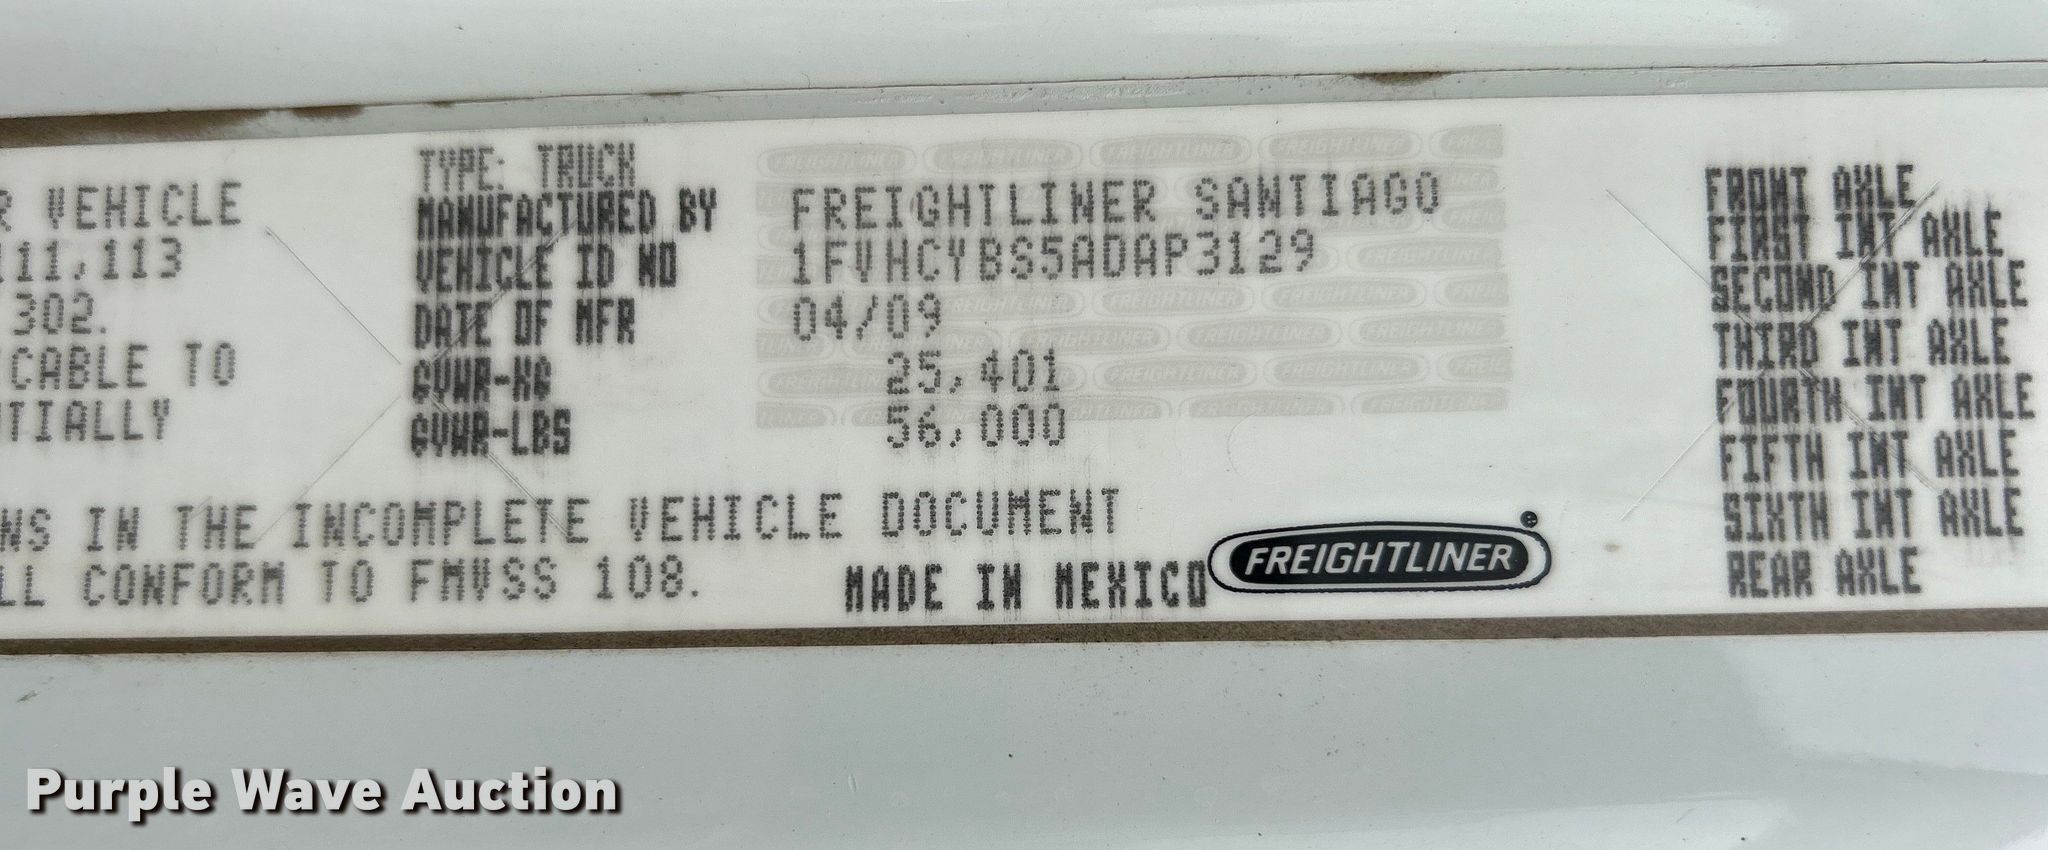 TYPE: TRUCK
R VEHICLE MANUFACTURED BY FREIGHTLINER SANTIAGO FRONT AXLE
111,113 VEHICLE ID NO 1FVHCYBS5ADAP3129 FIRST INT AXLE
302. DATE OF MFR 04/09 SECOND INT AXLE
CABLE TO GVWR-KG 25,401 THIRD INT AXLE
TIALLY GVWR-LBS 56,000 FOURTH INT AXLE
FIFTH INT AXLE
NS IN THE INCOMPLETE VEHICLE DOCUMENT SIXTH INT AXLE
LL CONFORM TO FMVSS 108. MADE IN MEXICO FREIGHTLINER REAR AXLE
Purple Wave Auction